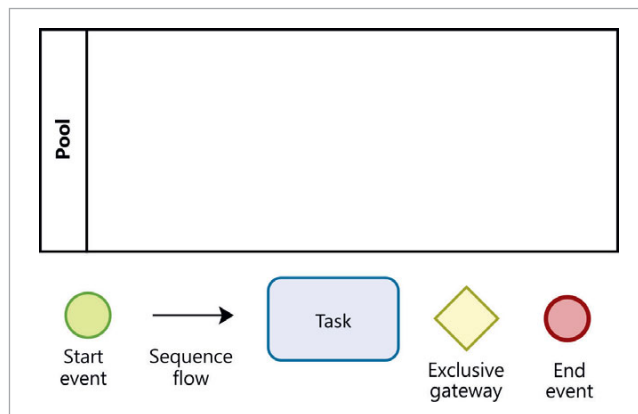 Pool
Task
Start
event
Sequence
flow
Exclusive
gateway
End
event